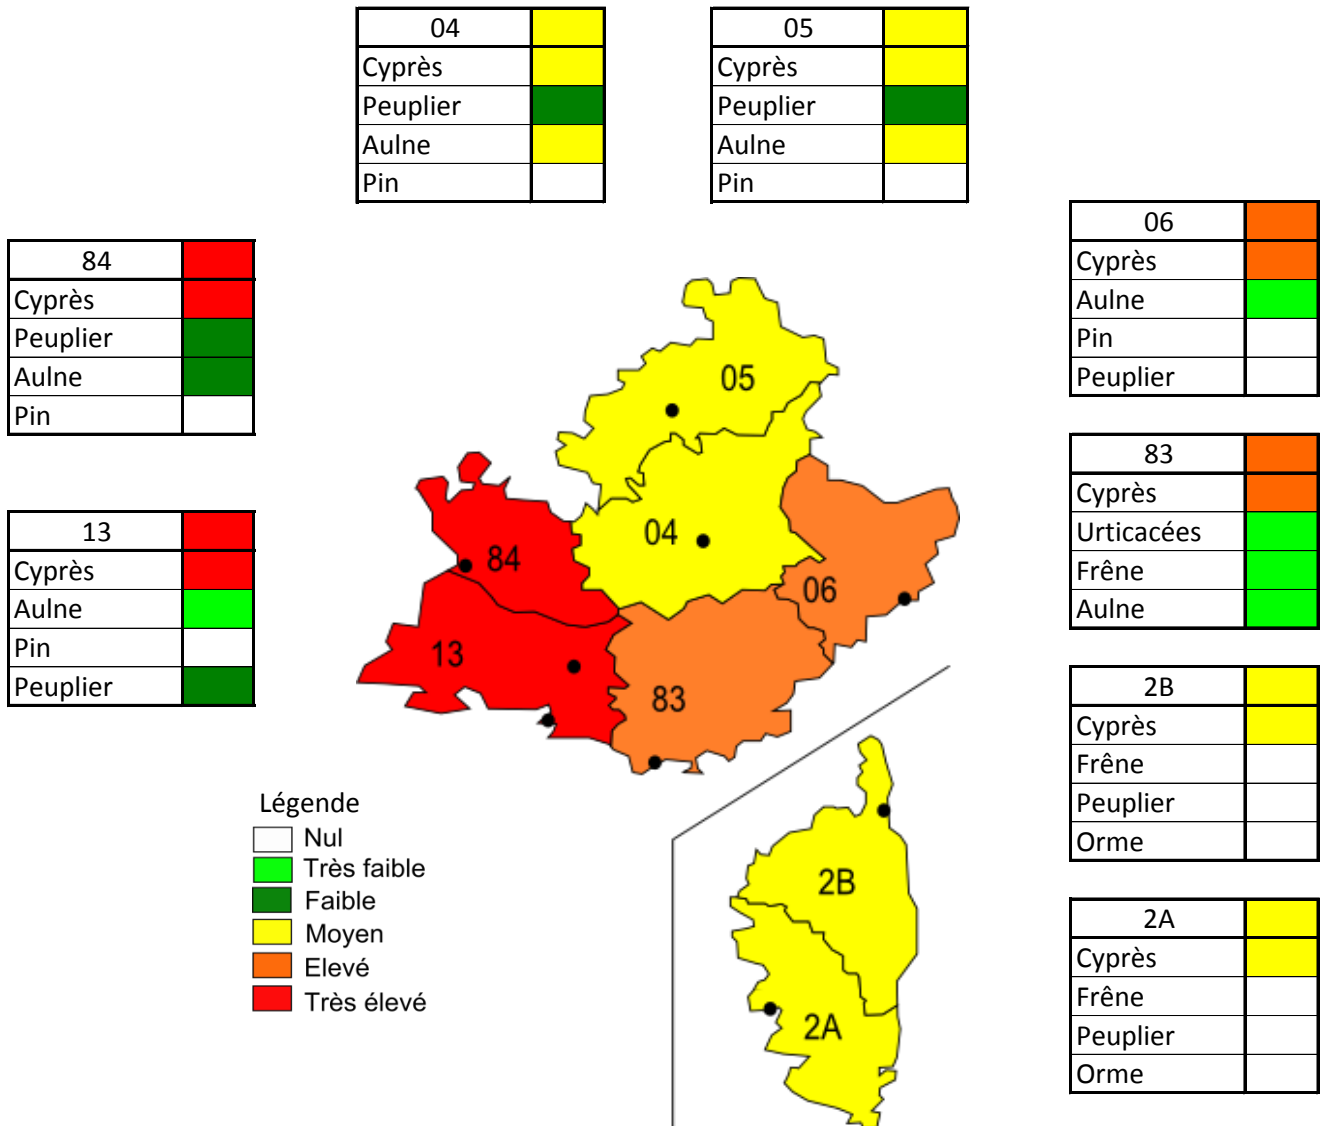 04
Cyprès
Peuplier
Aulne
Pin
05
Cyprès
Peuplier
Aulne
Pin
84
Cyprès
Peuplier
Aulne
Pin
13
Cyprès
Aulne
Pin
Peuplier
06
Cyprès
Aulne
Pin
Peuplier
83
Cyprès
Urticacées
Frêne
Aulne
2B
Cyprès
Frêne
Peuplier
Orme
2A
Cyprès
Frêne
Peuplier
Orme
05
04
84
06
13
83
2B
2A
Légende
Nul
Très faible
Faible
Moyen
Elevé
Très élevé